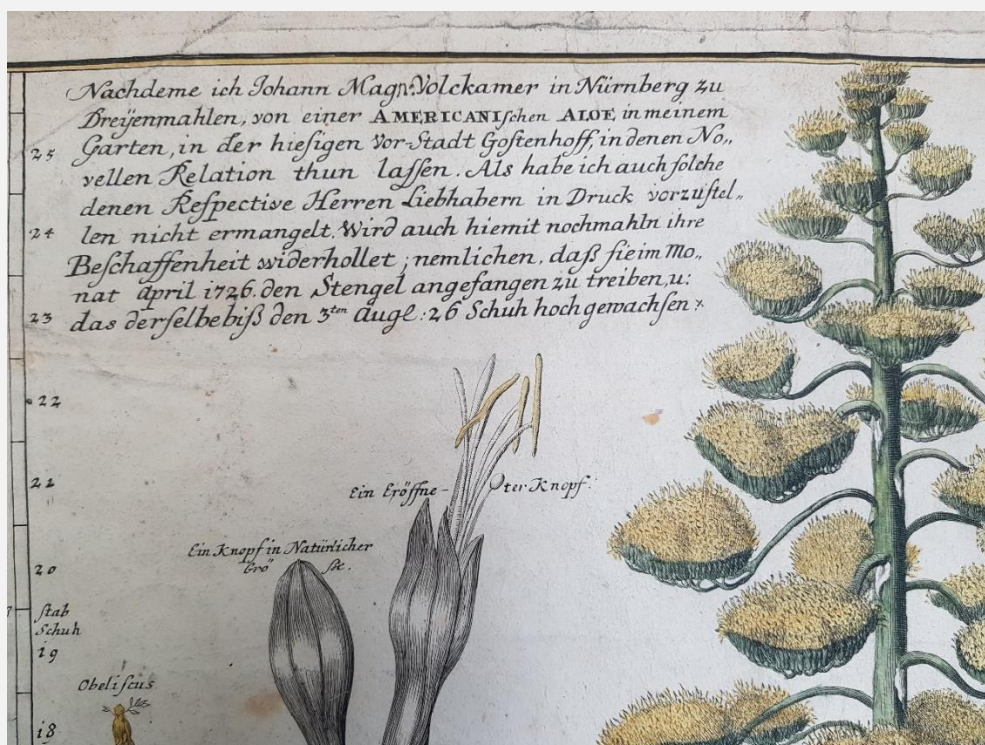 Nachdeme ich Johann Magn: Volckamer in Nürnberg zu
Dreyenmahlen, von einer AMERICANIſchen ALOE in meinem
Garten, in der hieſigen Vor-Stadt Goſtenhoff, in denen No„
vellen Relation thun laſſen. Als habe ich auch ſolche
denen Reſpective Herren Liebhabern in Druck vorzuſtel„
len nicht ermangelt. Wird auch hiemit nochmahln ihre
Beſchaffenheit widerhollet; nemlichen, daß ſie im Mo„
nat April 1726. den Stengel angefangen zu treiben, u:
das derſelbe biß den 3ten Augl: 26 Schuh hoch gewachſen
25
24
23
22
21
20
ſtab
Schuh
19
18
Ein Eröffne-ter Knopf.
Ein Knopf in Natürlicher
Größe.
Obeliſcus